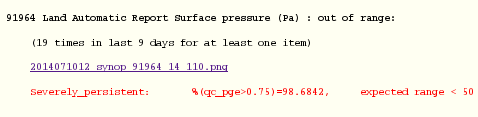 91964 Land Automatic Report Surface pressure (Pa) : out of range:
(19 times in last 9 days for at least one item)
2014071012 synop 91964 14 110.png
Severely_persistent: %(qc_pge>0.75)=98.6842, expected range < 50